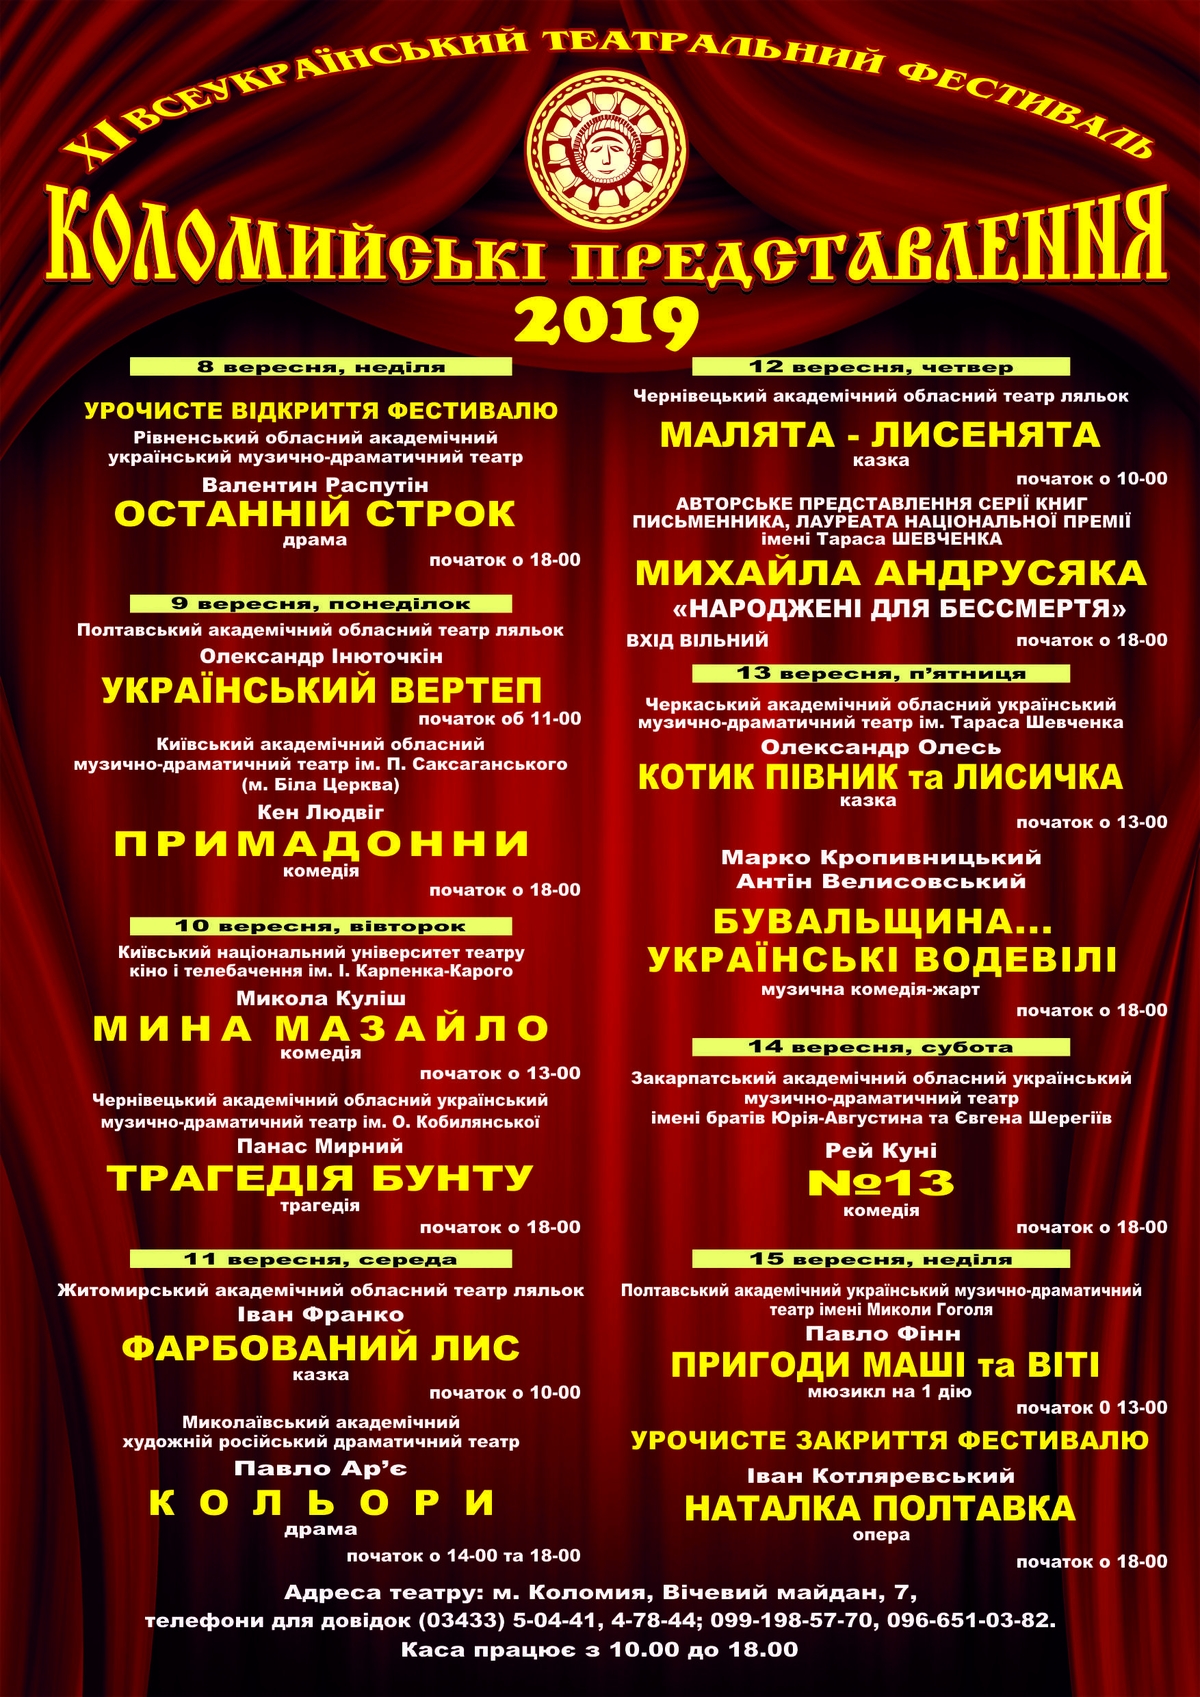 XI ВСЕУКРАЇНСЬКИЙ ТЕАТРАЛЬНИЙ ФЕСТИВАЛЬ
КОЛОМИЙСЬКІ ПРЕДСТАВЛЕННЯ
2019
8 вересня, неділя
УРОЧИСТЕ ВІДКРИТТЯ ФЕСТИВАЛЮ
Рівненський обласний академічний
український музично-драматичний театр
Валентин Распутін
ОСТАННІЙ СТРОК
драма
початок о 18-00
9 вересня, понеділок
Полтавський академічний обласний театр ляльок
Олександр Інюточкін
УКРАЇНСЬКИЙ ВЕРТЕП
початок об 11-00
Київський академічний обласний
музично-драматичний театр ім. П. Саксаганського
(м. Біла Церква)
Кен Людвіг
ПРИМАДОННИ
комедія
початок о 18-00
10 вересня, вівторок
Київський національний університет театру
кіно і телебачення ім. І. Карпенка-Карого
Микола Куліш
МИНА МАЗАЙЛО
комедія
початок о 13-00
Чернівецький академічний обласний український
музично-драматичний театр ім. О. Кобилянської
Панас Мирний
ТРАГЕДІЯ БУНТУ
трагедія
початок о 18-00
11 вересня, середа
Житомирський академічний обласний театр ляльок
Іван Франко
ФАРБОВАНИЙ ЛИС
казка
початок о 10-00
Миколаївський академічний
художній російський драматичний театр
Павло Ар’є
КОЛЬОРИ
драма
початок о 14-00 та 18-00
12 вересня, четвер
Чернівецький академічний обласний театр ляльок
МАЛЯТА - ЛИСЕНЯТА
казка
початок о 10-00
АВТОРСЬКЕ ПРЕДСТАВЛЕННЯ СЕРІЇ КНИГ
ПИСЬМЕННИКА, ЛАУРЕАТА НАЦІОНАЛЬНОЇ ПРЕМІЇ
імені Тараса ШЕВЧЕНКА
МИХАЙЛА АНДРУСЯКА
«НАРОДЖЕНІ ДЛЯ БЕССМЕРТЯ»
ВХІД ВІЛЬНИЙ початок о 18-00
13 вересня, п’ятниця
Черкаський академічний обласний український
музично-драматичний театр ім. Тараса Шевченка
Олександр Олесь
КОТИК ПІВНИК та ЛИСИЧКА
казка
початок о 13-00
Марко Кропивницький
Антін Велисовський
БУВАЛЬЩИНА...
УКРАЇНСЬКІ ВОДЕВІЛІ
музична комедія-жарт
початок о 18-00
14 вересня, субота
Закарпатський академічний обласний український
музично-драматичний театр
імені братів Юрія-Августина та Євгена Шерегіїв
Рей Куні
№13
комедія
початок о 18-00
15 вересня, неділя
Полтавський академічний український музично-драматичний
театр імені Миколи Гоголя
Павло Фінн
ПРИГОДИ МАШІ та ВІТІ
мюзикл на 1 дію
початок 0 13-00
УРОЧИСТЕ ЗАКРИТТЯ ФЕСТИВАЛЮ
Іван Котляревський
НАТАЛКА ПОЛТАВКА
опера
початок о 18-00
Адреса театру: м. Коломия, Вічевий майдан, 7,
телефони для довідок (03433) 5-04-41, 4-78-44; 099-198-57-70, 096-651-03-82.
Каса працює з 10.00 до 18.00